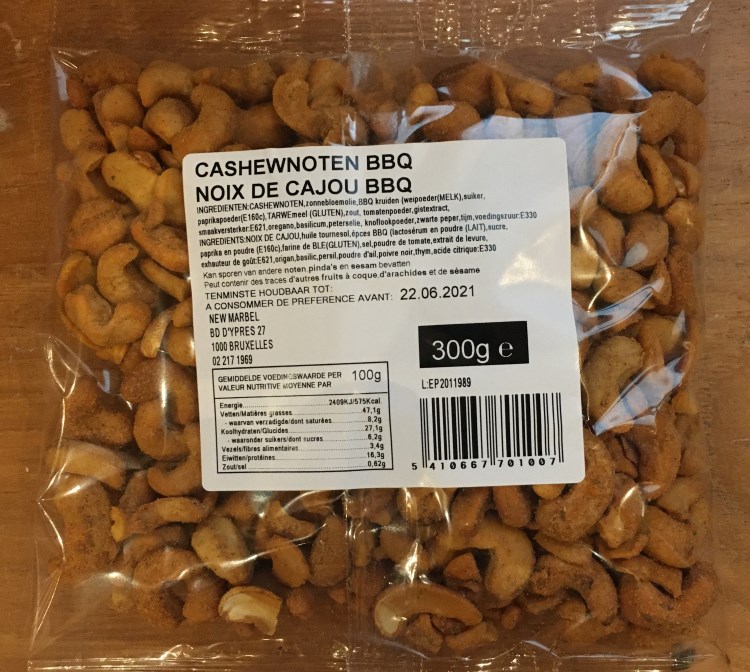 CASHEWNOTEN BBQ
NOIX DE CAJOU BBQ
INGREDIENTEN:CASHEWNOTEN,zonnebloemolie,BBQ kruiden (weipoeder(MELK),suiker,
paprikapoeder(E160c),TARWEmeel (GLUTEN),zout, tomatenpoeder,gistextract,
smaakversterker:E621,oregano,basilicum,peterselie, knoflookpoeder,zwarte peper,tijm,voedingszuur:E330
INGREDIENTS:NOIX DE CAJOU,huile tournesol,épces BBQ (lactosérum en poudre (LAIT),sucre,
paprika en poudre (E160c),farine de BLE(GLUTEN),sel,poudre de tomate,extrait de levure,
exhauteur de goût:E621,origan,basilic,persil,poudre d'ail,poivre noir,thym,acide citrique:E330
Kan sporen van andere noten,pinda's en sesam bevatten
Peut contenir des traces d'autres fruits à coque,d'arachides et de sésame
TENMINSTE HOUDBAAR TOT:
A CONSOMMER DE PREFERENCE AVANT: 22.06.2021
NEW MARBEL
BD D'YPRES 27
1000 BRUXELLES
02 217 1969
300g e
L:EP2011989
GEMIDDELDE VOEDINGSWAARDE PER 100g
VALEUR NUTRITIVE MOYENNE PAR
Energie 2409KJ/575Kcal.
Vetten/Matières grasses 47,1g
- waarvan verzadigde/dont saturées 8,2g
Koolhydraten/Glucides 27,1g
- waaronder suikers/dont sucres 6,2g
Vezels/fibres alimentaires 3,4g
Eiwitten/protéines 16,3g
Zout/sel 0,62g
5 410667 701007